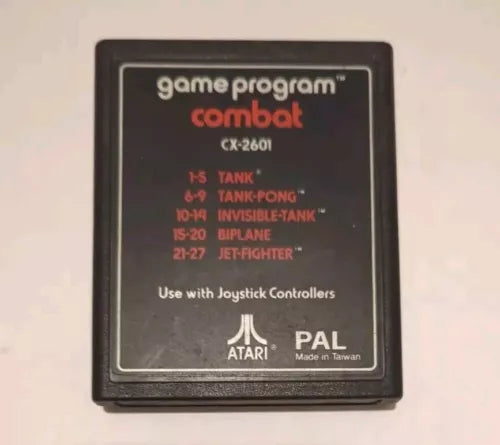 game program™
combat
CX-2601
1-5 TANK®
6-9 TANK-PONG™
10-14 INVISIBLE-TANK™
15-20 BIPLANE
21-27 JET-FIGHTER™
Use with Joystick Controllers
ATARI®
PAL
Made in Taiwan